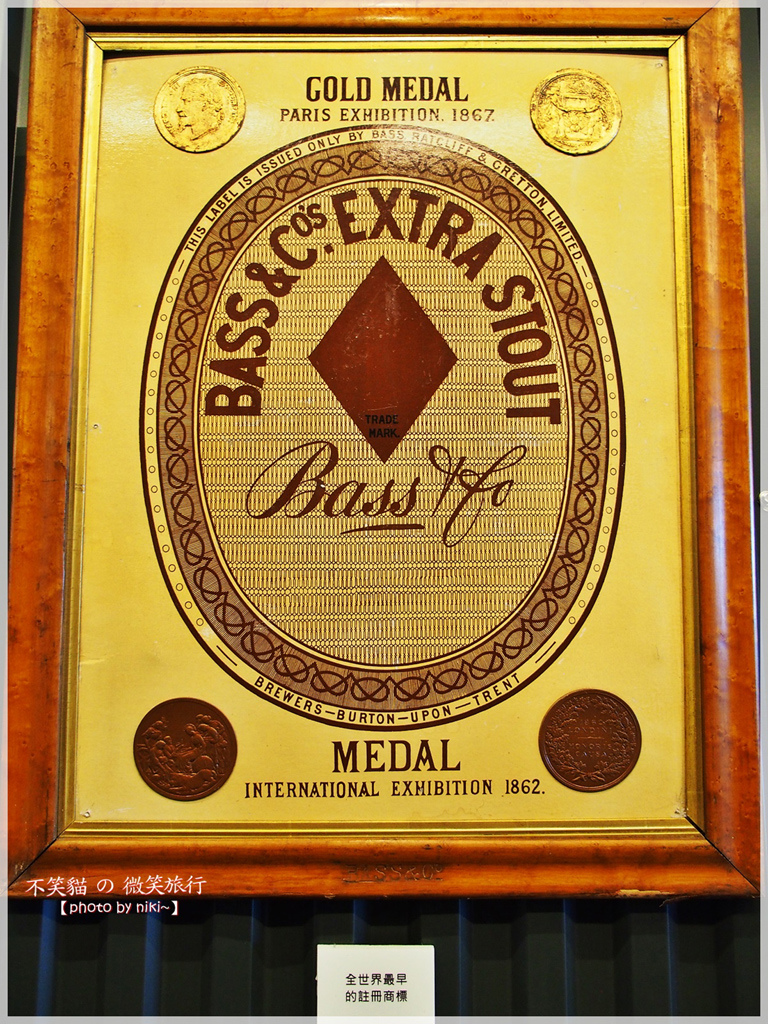 GOLD MEDAL
PARIS EXHIBITION, 1867.
THIS LABEL IS ISSUED ONLY BY BASS, RATCLIFF & GRETTON, LIMITED.
BASS & Co's. EXTRA STOUT
TRADE
MARK.
Bass & Co
BREWERS-BURTON-UPON-TRENT
MEDAL
INTERNATIONAL EXHIBITION 1862.
不笑貓 の 微笑旅行
【photo by niki~】
全世界最早
的註冊商標